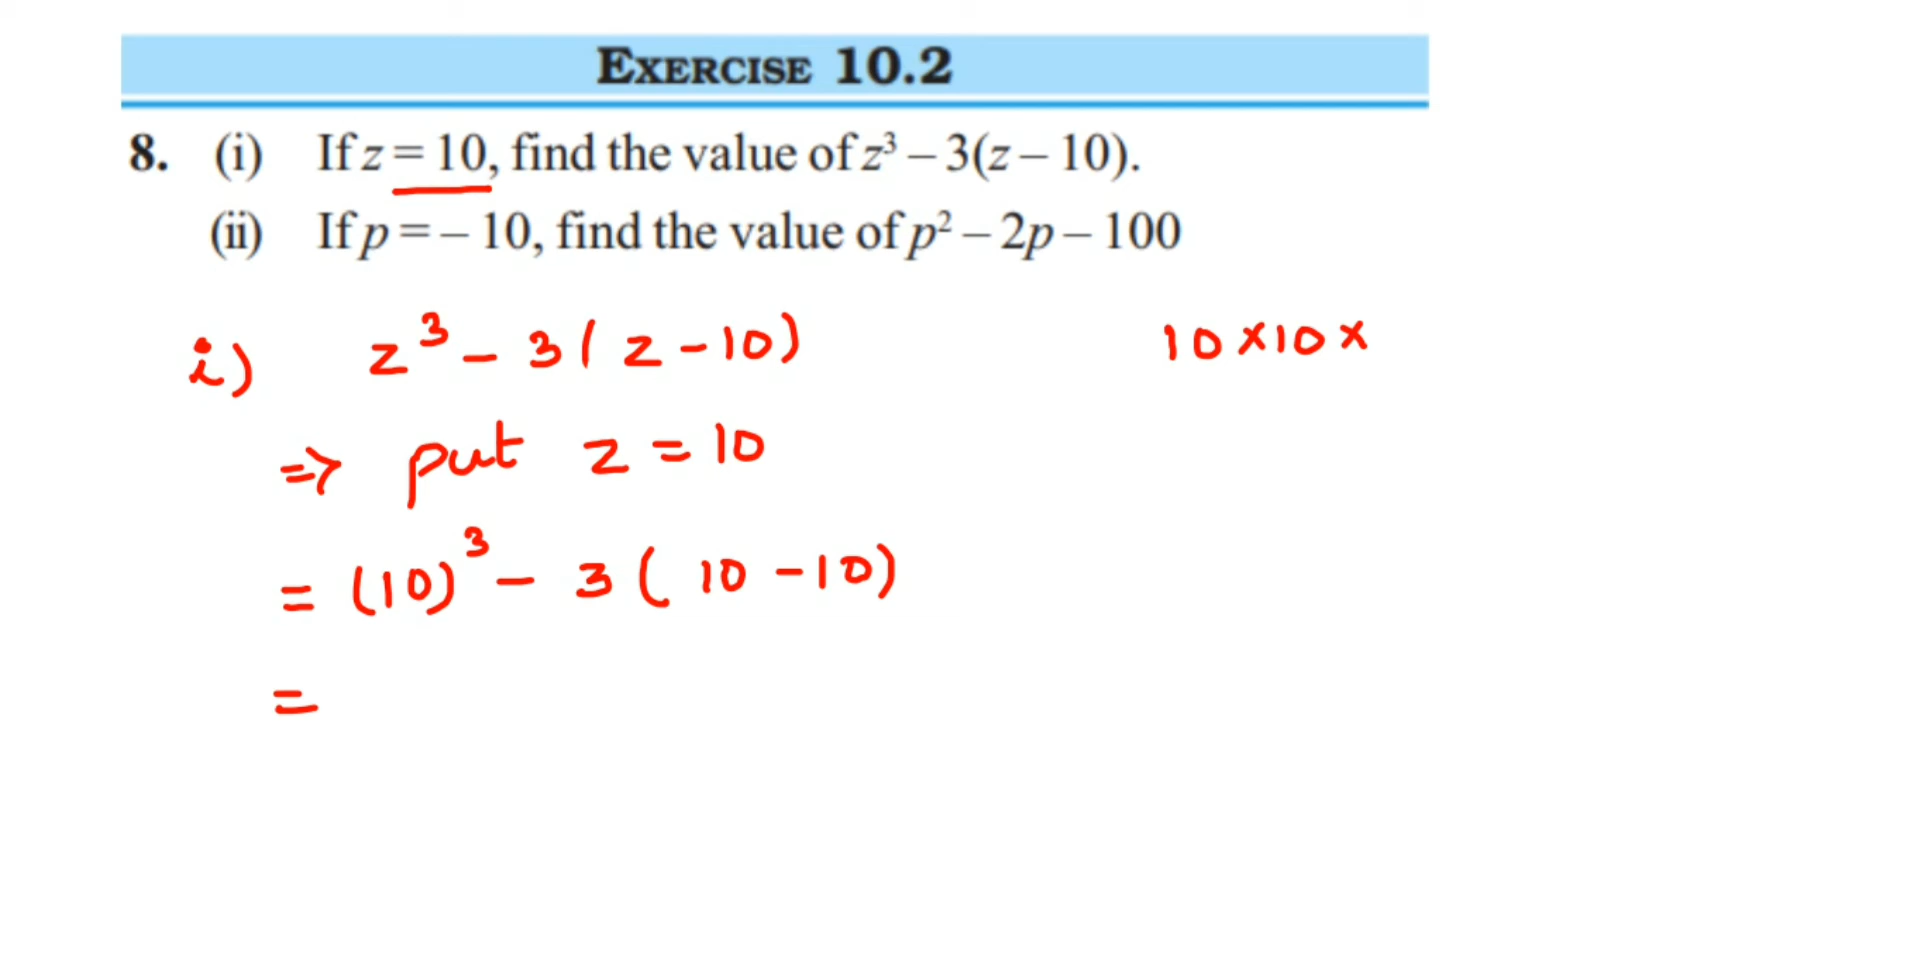 EXERCISE 10.2
8. (i) If z = 10, find the value of z³ – 3(z – 10).
(ii) If p = – 10, find the value of p² – 2p – 100
i) z³ - 3(z - 10) 10 × 10 ×
⇒ put z = 10
= (10)³ - 3(10 - 10)
=